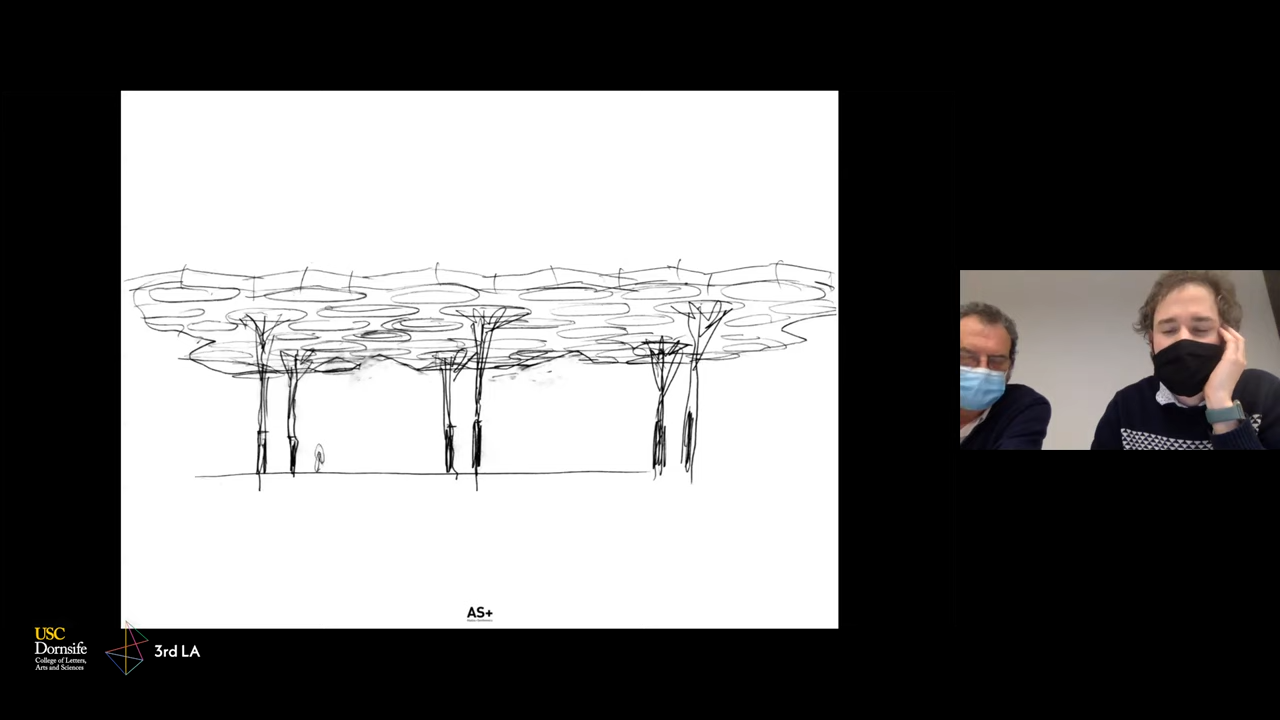 AS+
USC
Dornsife
College of Letters,
Arts and Sciences
3rd LA